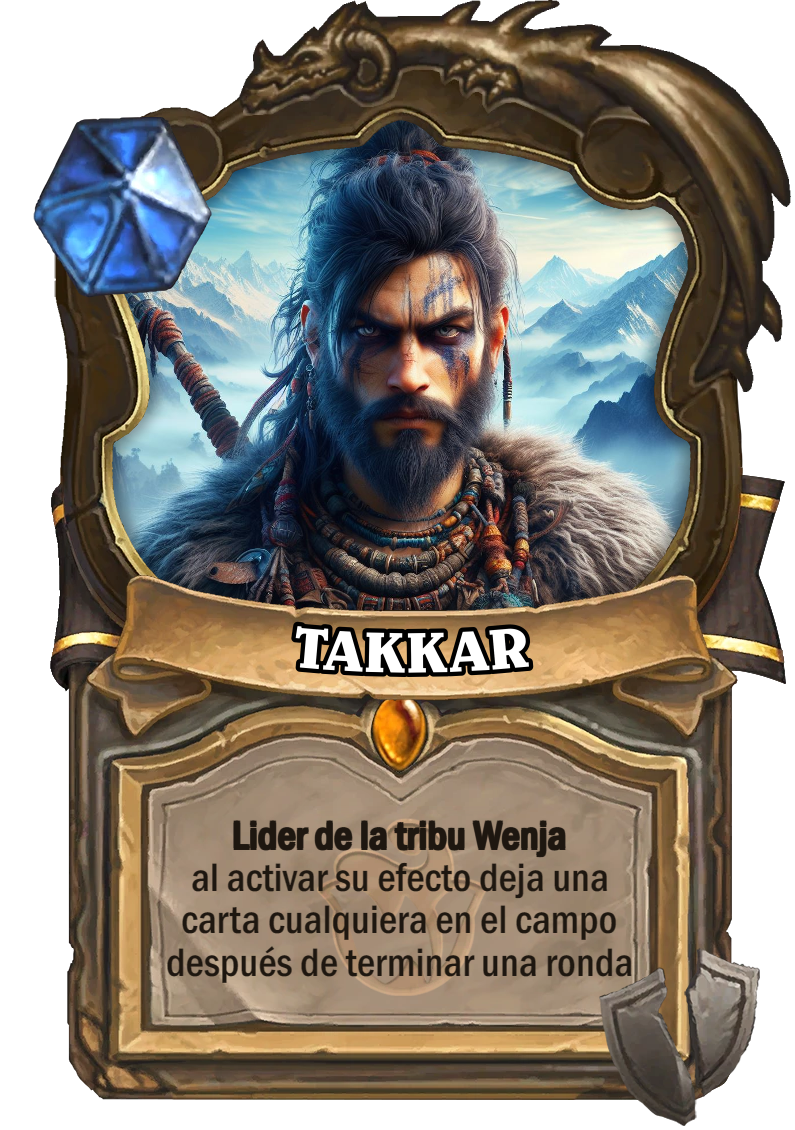 TAKKAR
Lider de la tribu Wenja
al activar su efecto deja una
carta cualquiera en el campo
después de terminar una ronda